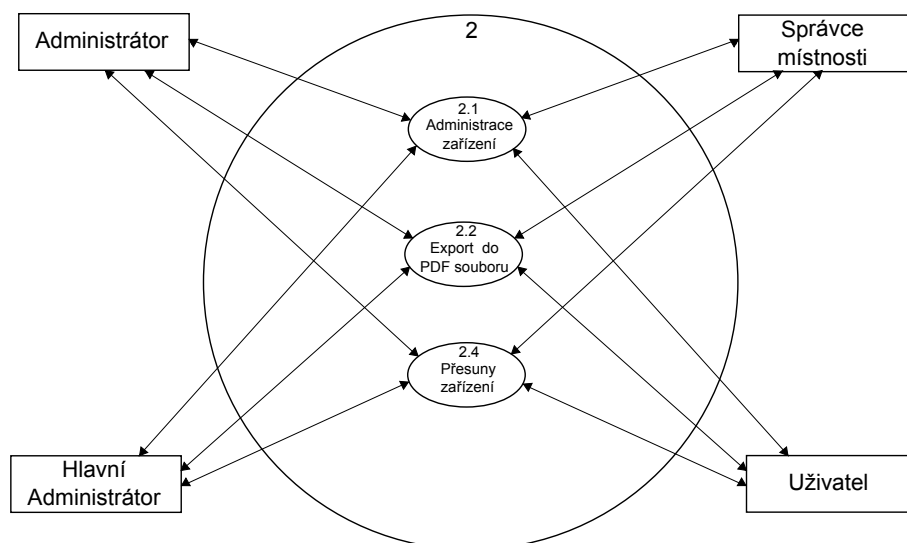 Administrátor
2
Správce
místnosti
2.1
Administrace
zařízení
2.2
Export do
PDF souboru
2.4
Přesuny
zařízení
Hlavní
Administrátor
Uživatel